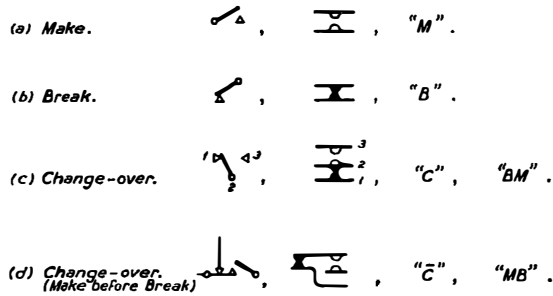 (a) Make. , , "M" .
(b) Break. , , "B" .
(c) Change-over. 1 2 3 , 3 2 1 , "C" , "BM" .
(d) Change-over. , , "C̄" , "MB" .
(Make before Break)